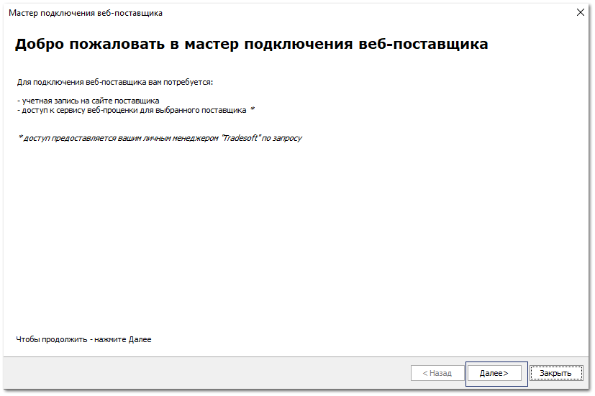 Мастер подключения веб-поставщика
Добро пожаловать в мастер подключения веб-поставщика
Для подключения веб-поставщика вам потребуется:
- учетная запись на сайте поставщика
- доступ к сервису веб-проценки для выбранного поставщика *
* доступ предоставляется вашим личным менеджером "Tradesoft" по запросу
Чтобы продолжить - нажмите Далее
< Назад
Далее>
Закрыть